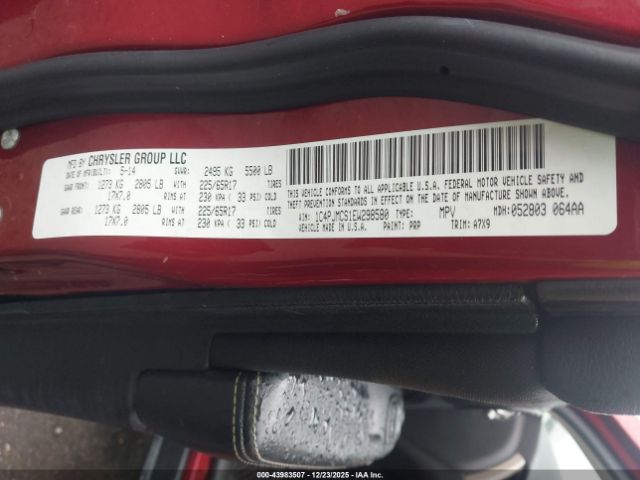 MFD BY CHRYSLER GROUP LLC
DATE OF MFR(BUILT): 5-14 GVWR: 2495 KG 5500 LB
GAWR FRONT: 1273 KG 2805 LB WITH 225/65R17 TIRES
17X7.0 RIMS AT 230 KPA ( 33 PSI) COLD
GAWR REAR: 1273 KG 2805 LB WITH 225/65R17 TIRES
17X7.0 RIMS AT 230 KPA ( 33 PSI) COLD
THIS VEHICLE CONFORMS TO ALL APPLICABLE U.S.A. FEDERAL MOTOR VEHICLE SAFETY AND
THEFT PREVENTION STANDARDS IN EFFECT ON THE DATE OF MANUFACTURE SHOWN ABOVE.
VIN: 1C4PJMCS1EW298580 TYPE: MPV MDH: 052803 064AA
VEHICLE MADE IN U.S.A. PAINT: PRP TRIM: A7X9
000-43983507 - 12/23/2025 - IAAI.COM